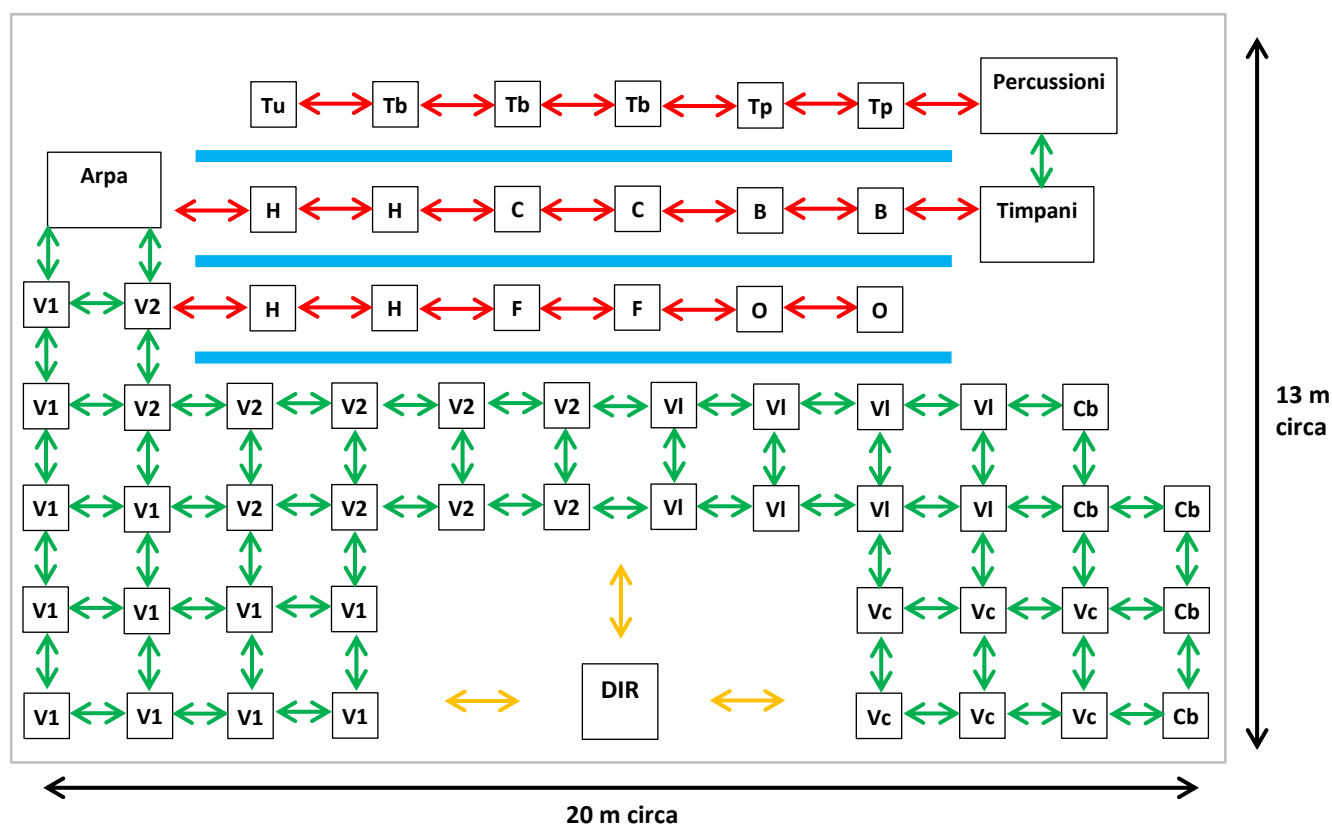 Percussioni
Tu Tb Tb Tb Tp Tp
Arpa
H H C C B B Timpani
V1 V2 H H F F O O
V1 V2 V2 V2 V2 V2 Vl Vl Vl Vl Cb
13 m
circa
V1 V1 V2 V2 V2 V2 Vl Vl Vl Vl Cb Cb
V1 V1 V1 V1 Vc Vc Vc Cb
DIR
V1 V1 V1 V1 Vc Vc Vc Cb
20 m circa